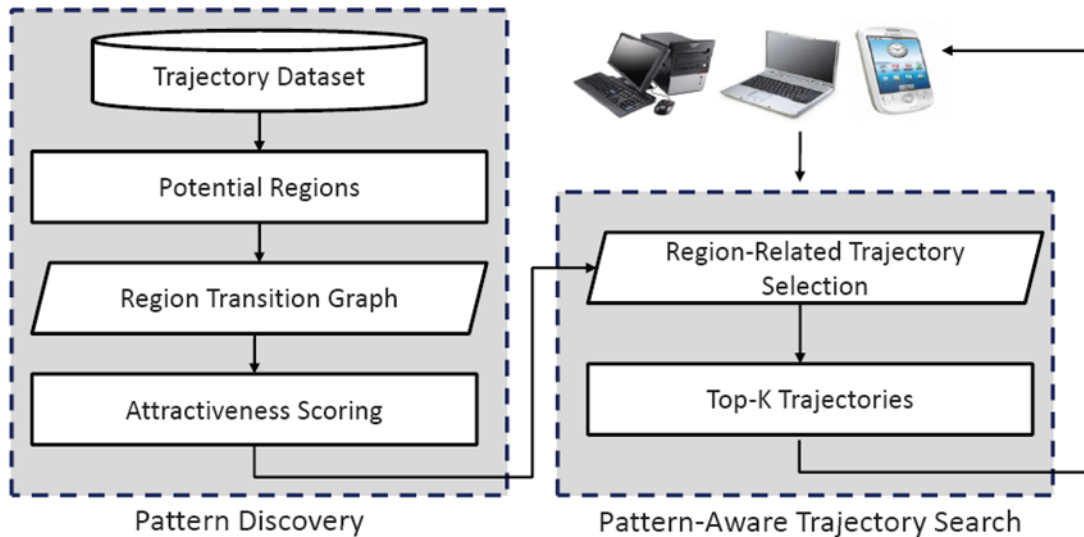 Trajectory Dataset
Potential Regions
Region Transition Graph
Attractiveness Scoring
Pattern Discovery
Region-Related Trajectory
Selection
Top-K Trajectories
Pattern-Aware Trajectory Search